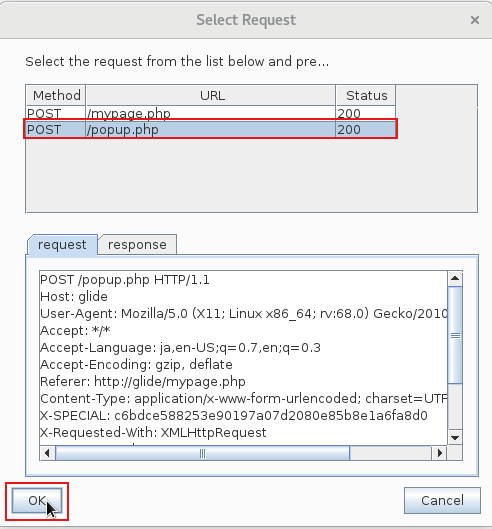 Select Request
Select the request from the list below and pre...
Method URL Status
POST /mypage.php 200
POST /popup.php 200
request response
POST /popup.php HTTP/1.1
Host: glide
User-Agent: Mozilla/5.0 (X11; Linux x86_64; rv:68.0) Gecko/2010
Accept: */*
Accept-Language: ja,en-US;q=0.7,en;q=0.3
Accept-Encoding: gzip, deflate
Referer: http://glide/mypage.php
Content-Type: application/x-www-form-urlencoded; charset=UTF
X-SPECIAL: c6bdce588253e90197a07d2080e85b8e1a6fa8d0
X-Requested-With: XMLHttpRequest
OK Cancel